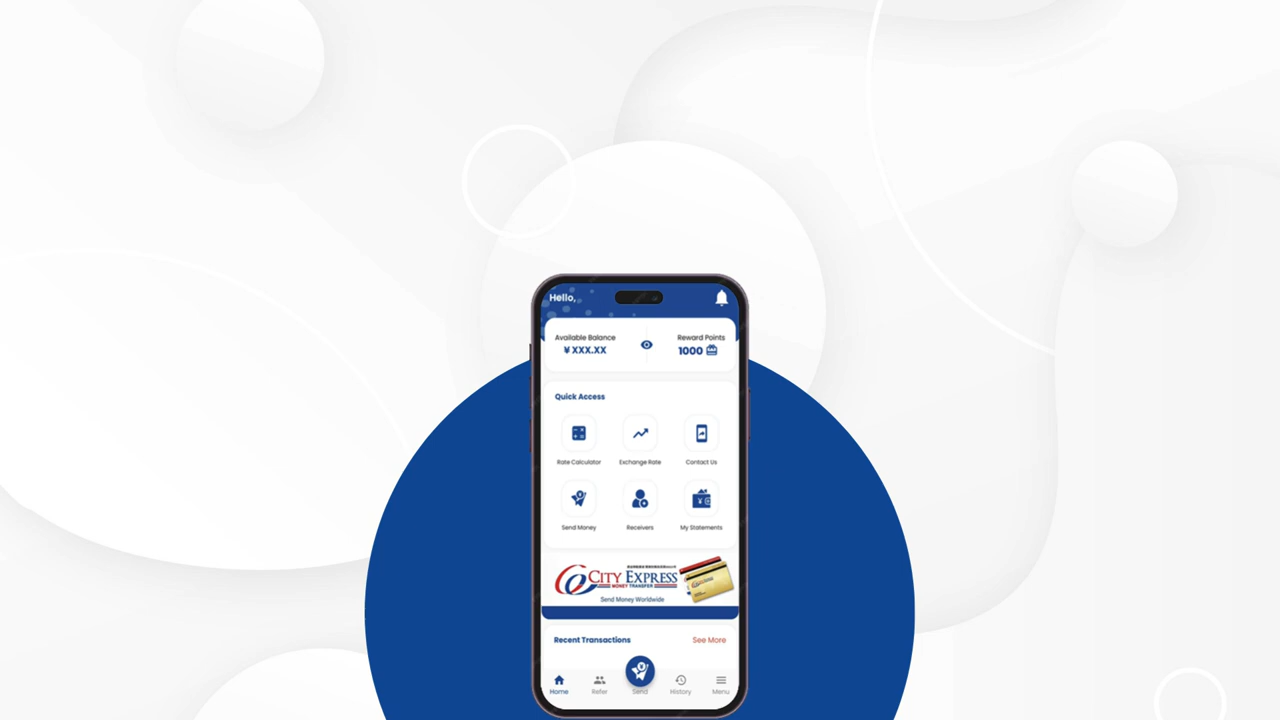 Hello,
Available Balance
¥ XXX.XX
Reward Points
1000
Quick Access
Rate Calculator
Exchange Rate
Contact Us
Send Money
Receivers
My Statements
CITY EXPRESS
MONEY TRANSFER
Send Money Worldwide
Recent Transactions
See More
Home
Refer
Send
History
Menu